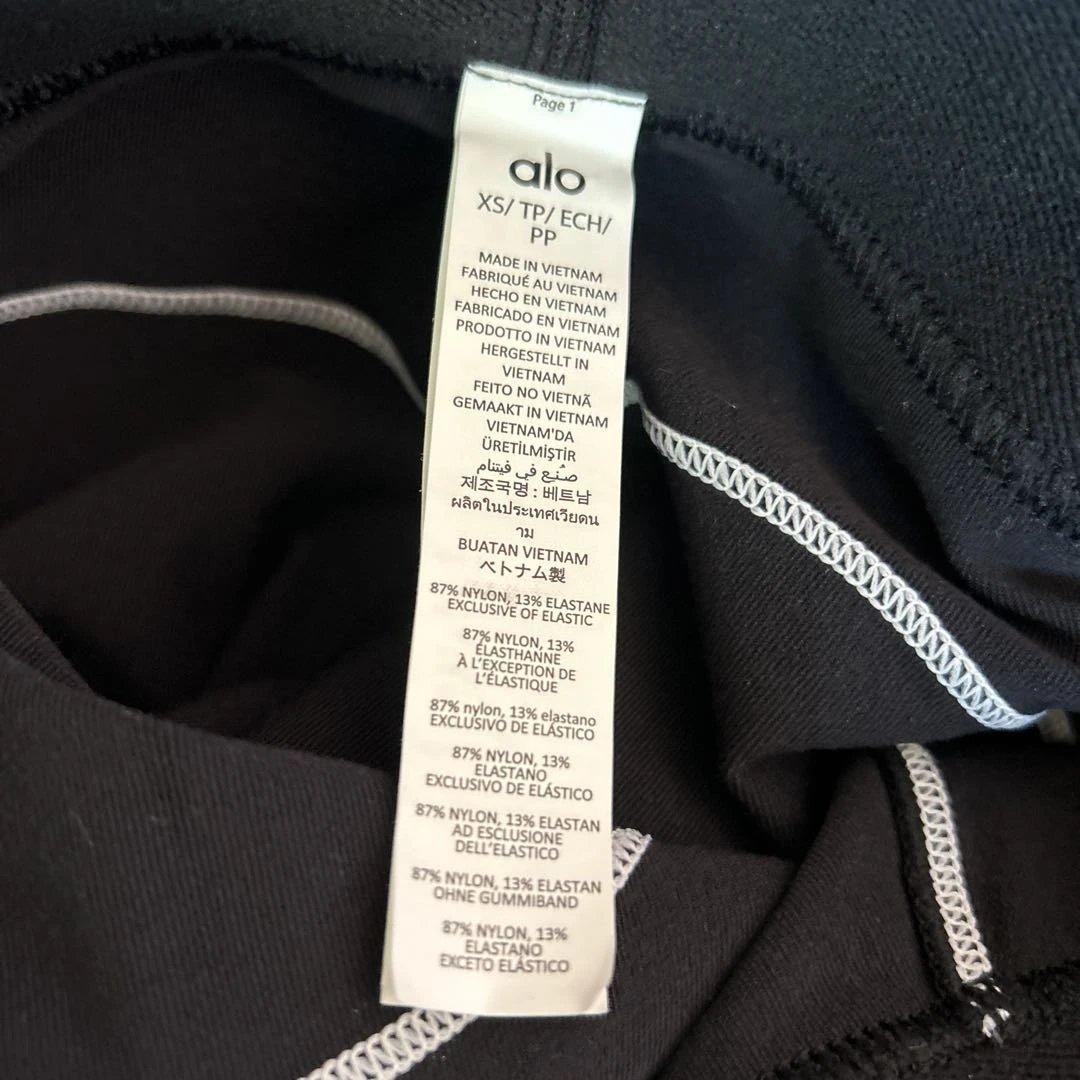 Page 1
alo
XS/ TP/ ECH/
PP
MADE IN VIETNAM
FABRIQUÉ AU VIETNAM
HECHO EN VIETNAM
FABRICADO EN VIETNAM
PRODOTTO IN VIETNAM
HERGESTELLT IN
VIETNAM
FEITO NO VIETNÃ
GEMAAKT IN VIETNAM
VIETNAM'DA
ÜRETİLMİŞTİR
صُنِع في فيتنام
제조국명 : 베트남
ผลิตในประเทศเวียดน
าม
BUATAN VIETNAM
ベトナム製
87% NYLON, 13% ELASTANE
EXCLUSIVE OF ELASTIC
87% NYLON, 13%
ÉLASTHANNE
À L'EXCEPTION DE
L'ÉLASTIQUE
87% nylon, 13% elastano
EXCLUSIVO DE ELÁSTICO
87% NYLON, 13%
ELASTANO
EXCLUSIVO DE ELÁSTICO
87% NYLON, 13% ELASTAN
AD ESCLUSIONE
DELL'ELASTICO
87% NYLON, 13% ELASTAN
OHNE GUMMIBAND
87% NYLON, 13%
ELASTANO
EXCETO ELÁSTICO